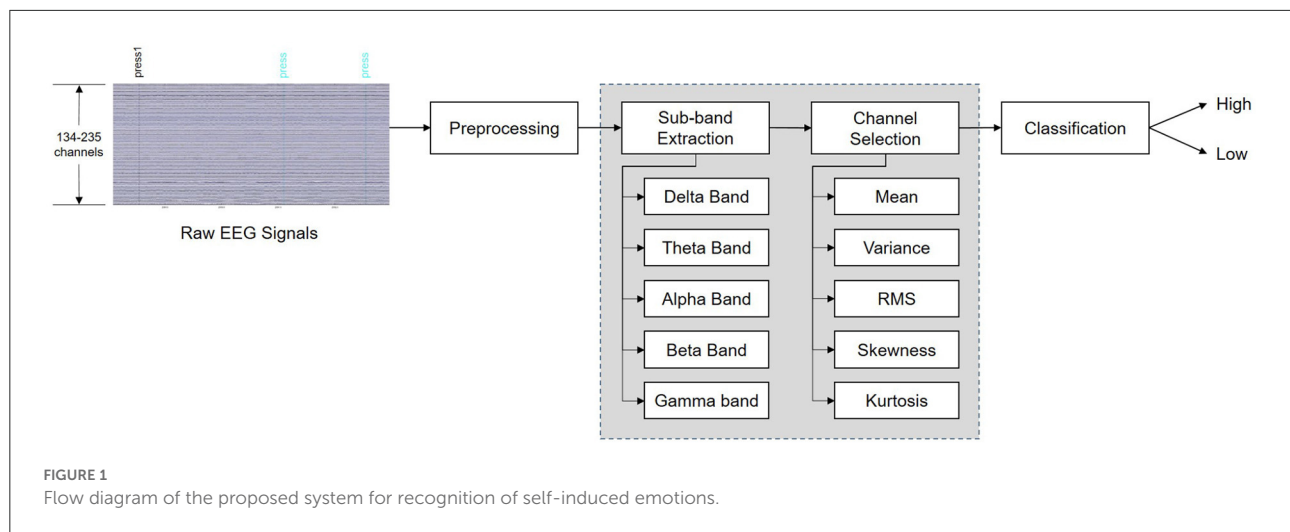 press1
press
press
134-235
channels
Raw EEG Signals
Preprocessing
Sub-band
Extraction
Delta Band
Theta Band
Alpha Band
Beta Band
Gamma band
Channel
Selection
Mean
Variance
RMS
Skewness
Kurtosis
Classification
High
Low
FIGURE 1
Flow diagram of the proposed system for recognition of self-induced emotions.